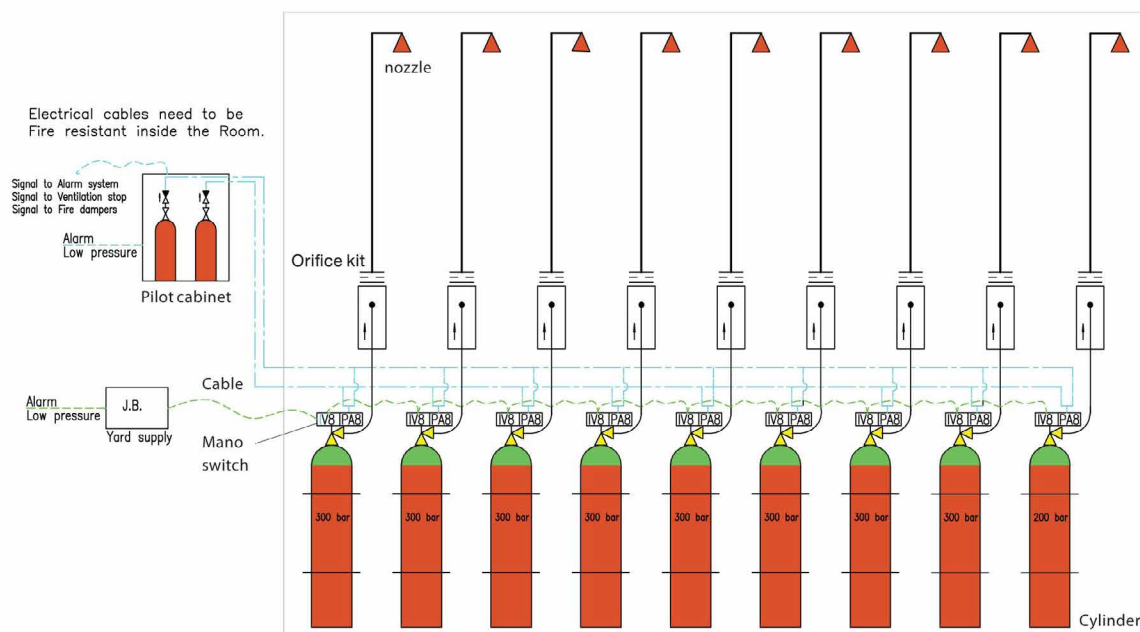 nozzle
Electrical cables need to be
Fire resistant inside the Room.
Signal to Alarm system
Signal to Ventilation stop
Signal to Fire dampers
Alarm
Low pressure
Pilot cabinet
Orifice kit
Cable
Alarm
Low pressure
J.B.
Yard supply
Mano
switch
IV8 PA8
IV8 PA8
IV8 PA8
IV8 PA8
IV8 PA8
IV8 PA8
IV8 PA8
IV8 PA8
IV8 PA8
300 bar
300 bar
300 bar
300 bar
300 bar
300 bar
300 bar
300 bar
200 bar
Cylinder